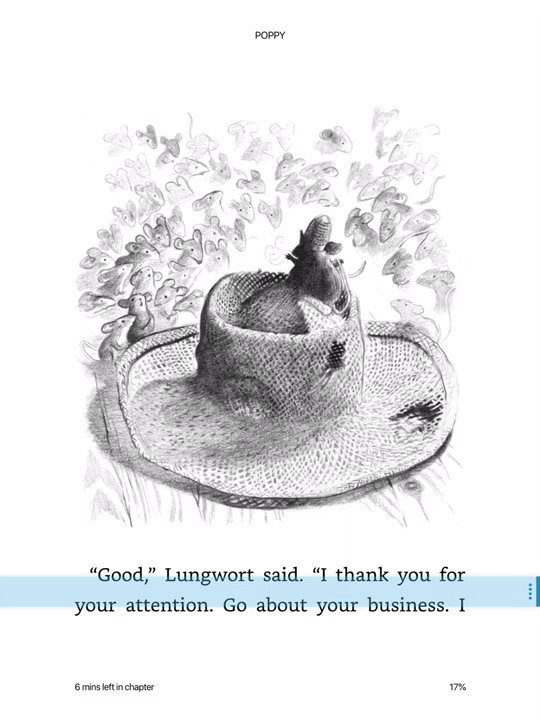 POPPY
“Good,” Lungwort said. “I thank you for
your attention. Go about your business. I
6 mins left in chapter
17%